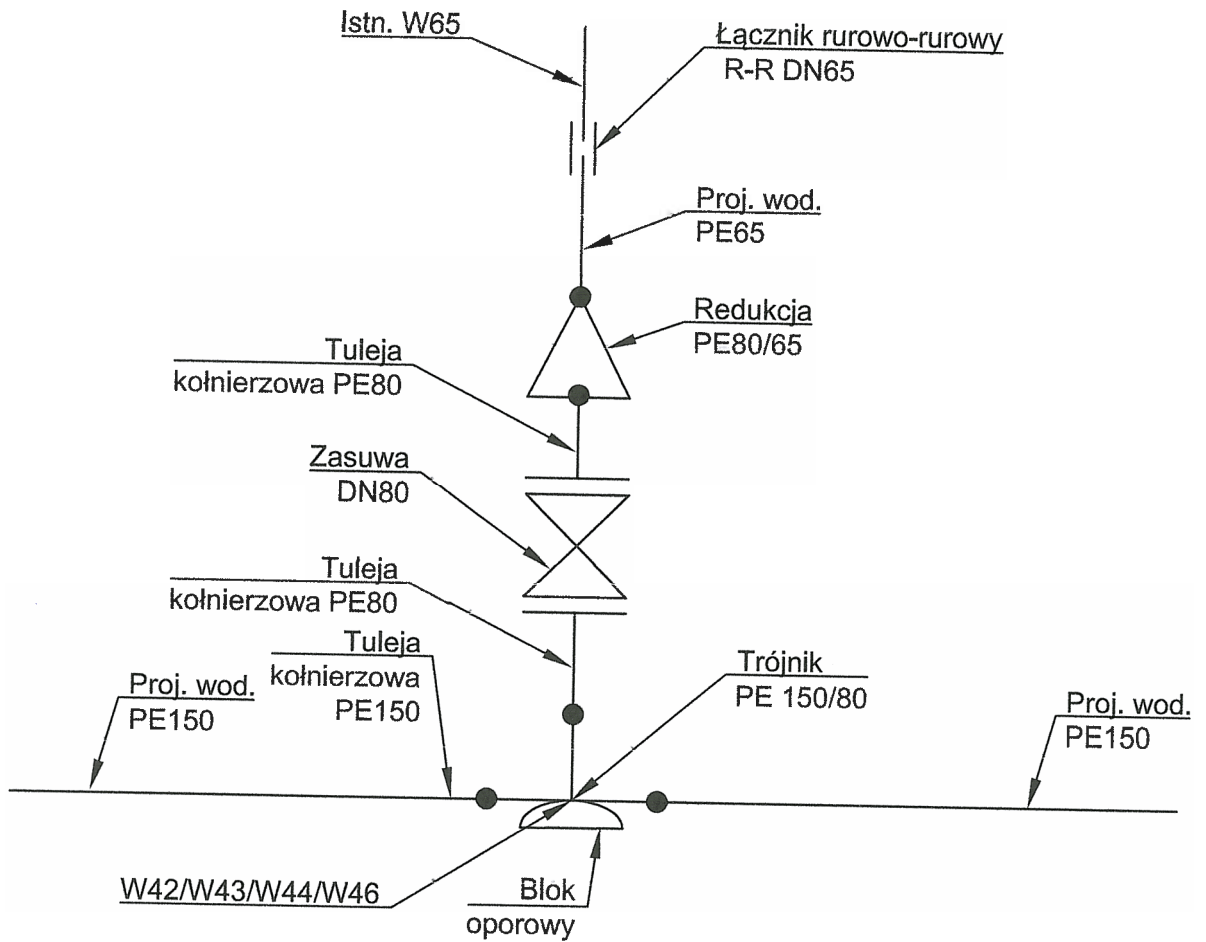 Istn. W65
Łącznik rurowo-rurowy
R-R DN65
Proj. wod.
PE65
Redukcja
PE80/65
Tuleja
kołnierzowa PE80
Zasuwa
DN80
Tuleja
kołnierzowa PE80
Tuleja
kołnierzowa
PE150
Trójnik
PE 150/80
Proj. wod.
PE150
Proj. wod.
PE150
W42/W43/W44/W46
Blok
oporowy